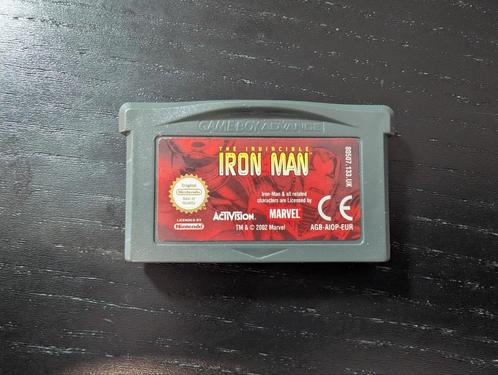 GAME BOY ADVANCE
THE INVINCIBLE
IRON MAN
80507.133.UK
Original
Nintendo
Seal of
Quality
Iron-Man & all related
characters are Licensed by
LICENSED BY
Nintendo
ACTIVISION.
MARVEL
CE
TM & © 2002 Marvel
AGB-AIOP-EUR